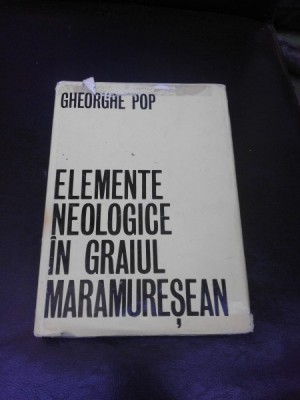 GHEORGHE POP
ELEMENTE
NEOLOGICE
ÎN GRAIUL
MARAMUREȘEAN